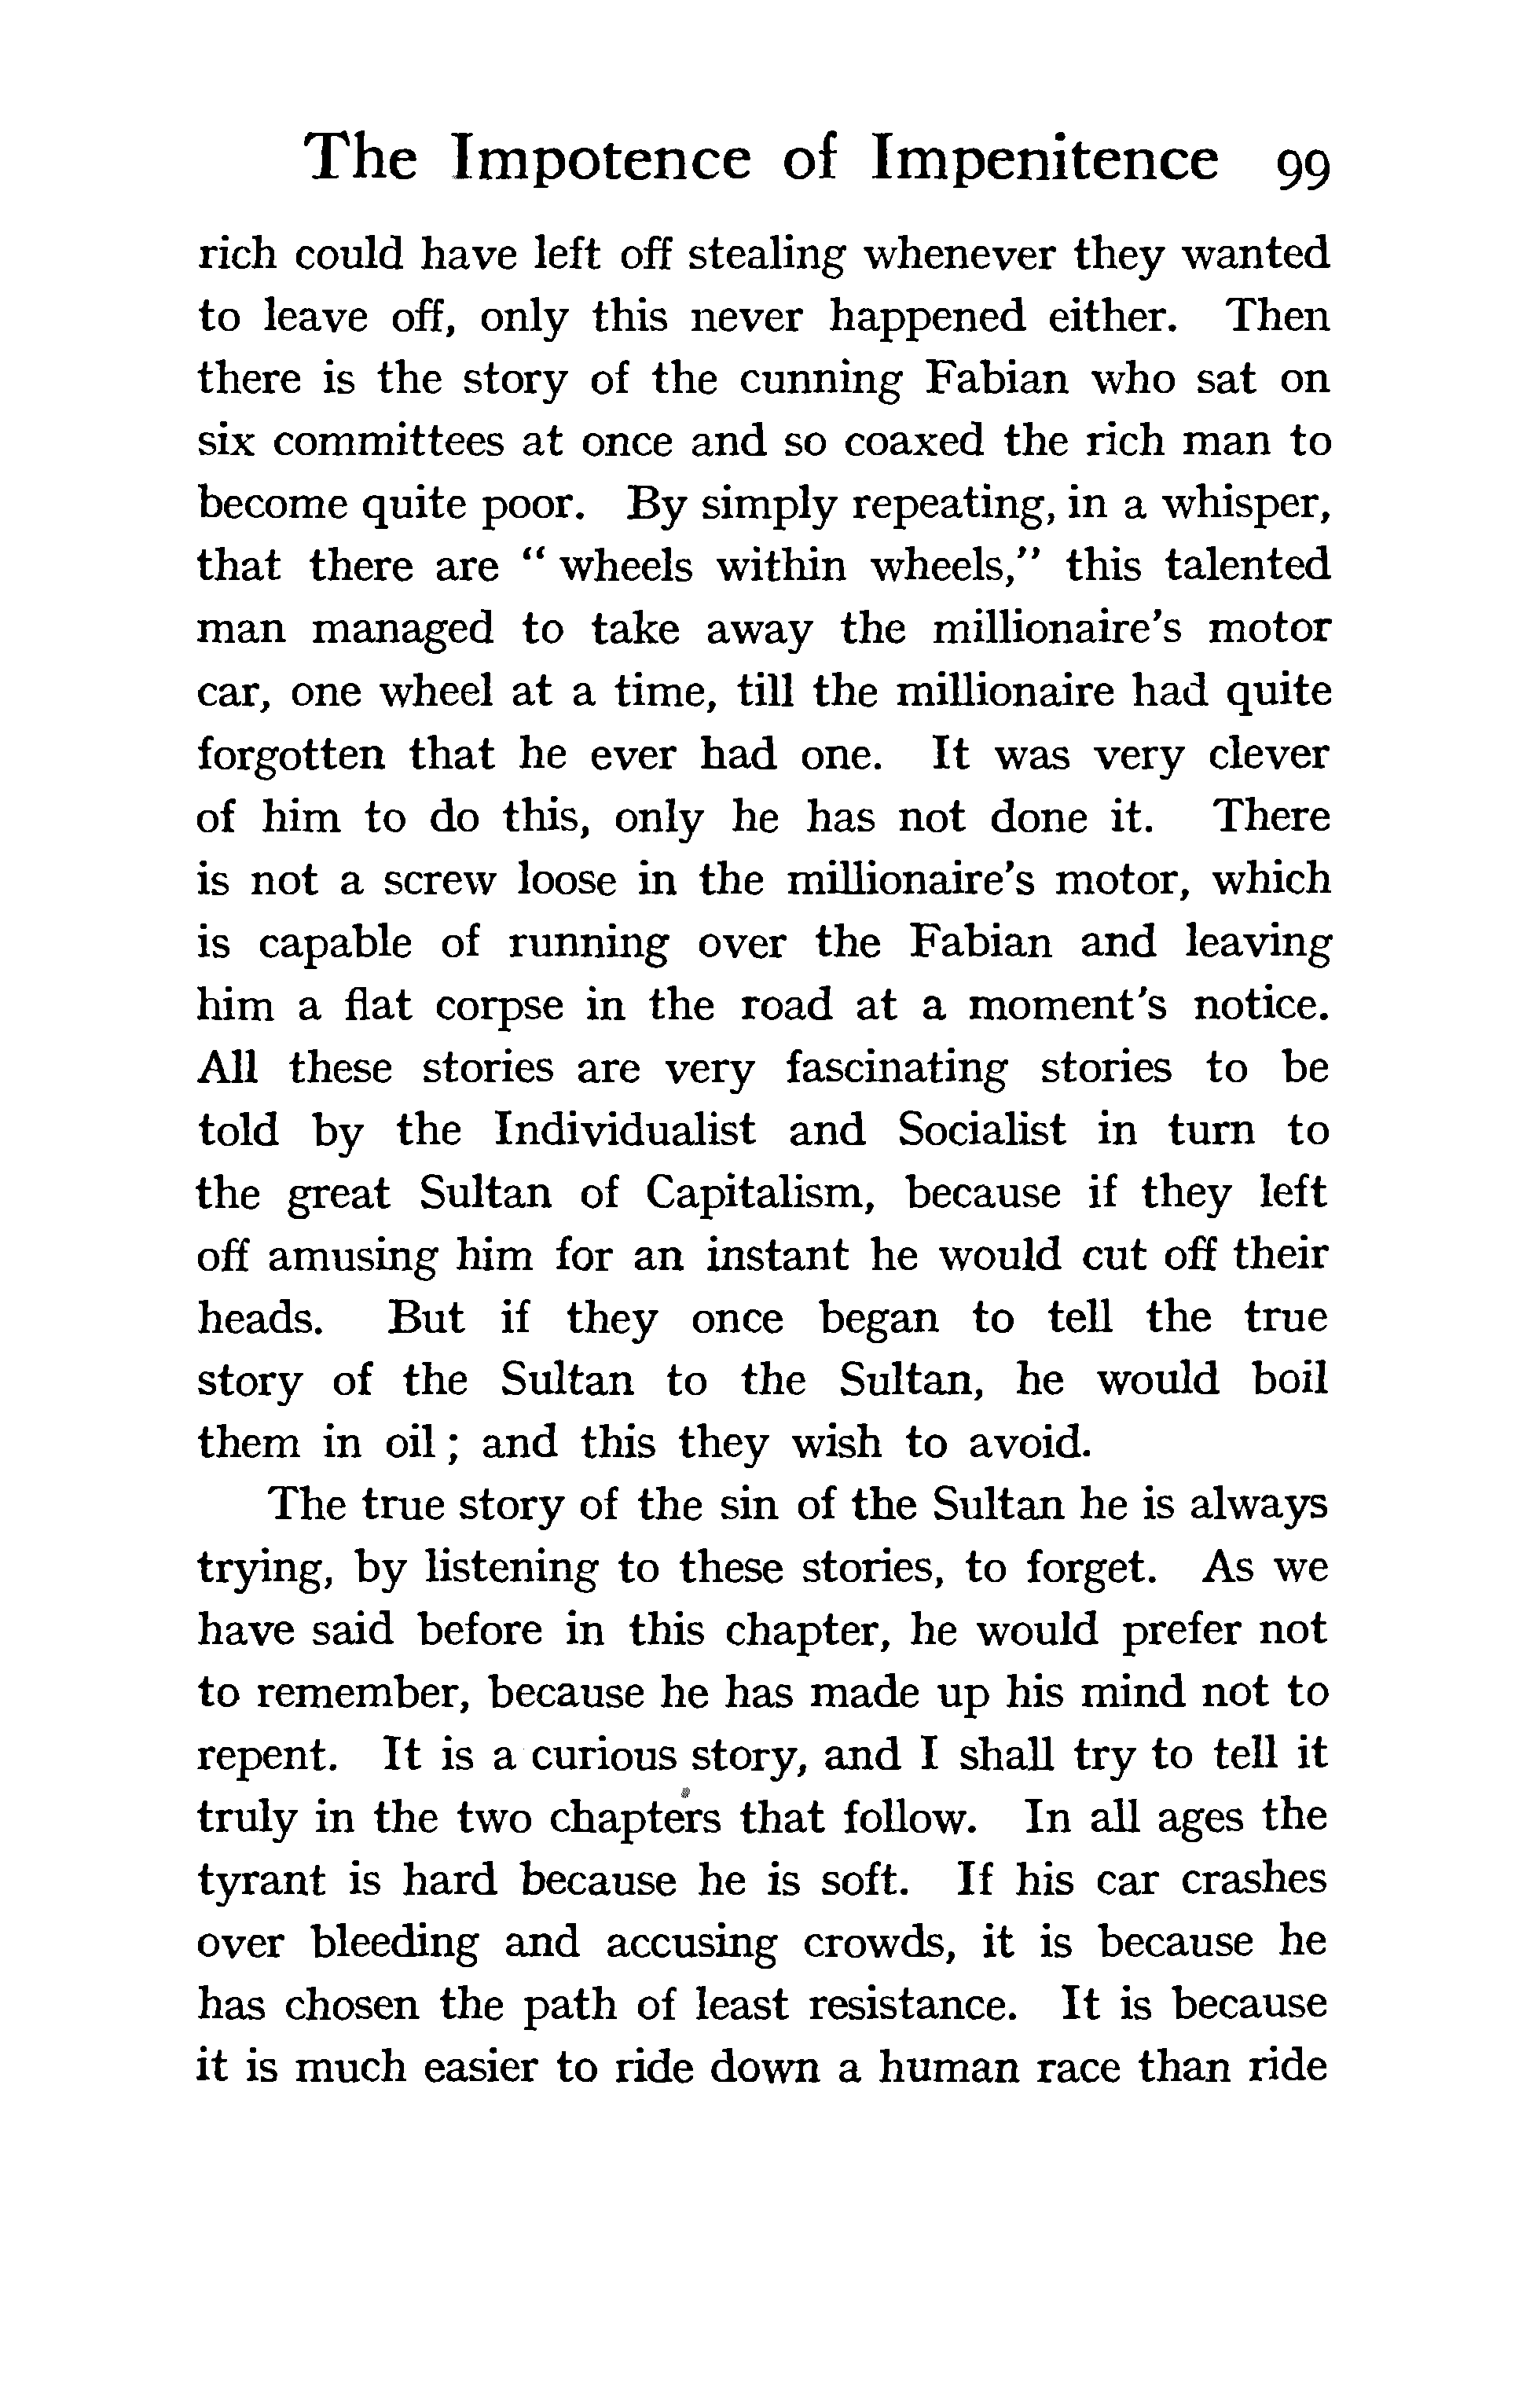 The Impotence of Impenitence 99
rich could have left off stealing whenever they wanted
to leave off, only this never happened either. Then
there is the story of the cunning Fabian who sat on
six committees at once and so coaxed the rich man to
become quite poor. By simply repeating, in a whisper,
that there are “ wheels within wheels,” this talented
man managed to take away the millionaire's motor
car, one wheel at a time, till the millionaire had quite
forgotten that he ever had one. It was very clever
of him to do this, only he has not done it. There
is not a screw loose in the millionaire's motor, which
is capable of running over the Fabian and leaving
him a flat corpse in the road at a moment's notice.
All these stories are very fascinating stories to be
told by the Individualist and Socialist in turn to
the great Sultan of Capitalism, because if they left
off amusing him for an instant he would cut off their
heads. But if they once began to tell the true
story of the Sultan to the Sultan, he would boil
them in oil ; and this they wish to avoid.
The true story of the sin of the Sultan he is always
trying, by listening to these stories, to forget. As we
have said before in this chapter, he would prefer not
to remember, because he has made up his mind not to
repent. It is a curious story, and I shall try to tell it
truly in the two chapters that follow. In all ages the
tyrant is hard because he is soft. If his car crashes
over bleeding and accusing crowds, it is because he
has chosen the path of least resistance. It is because
it is much easier to ride down a human race than ride